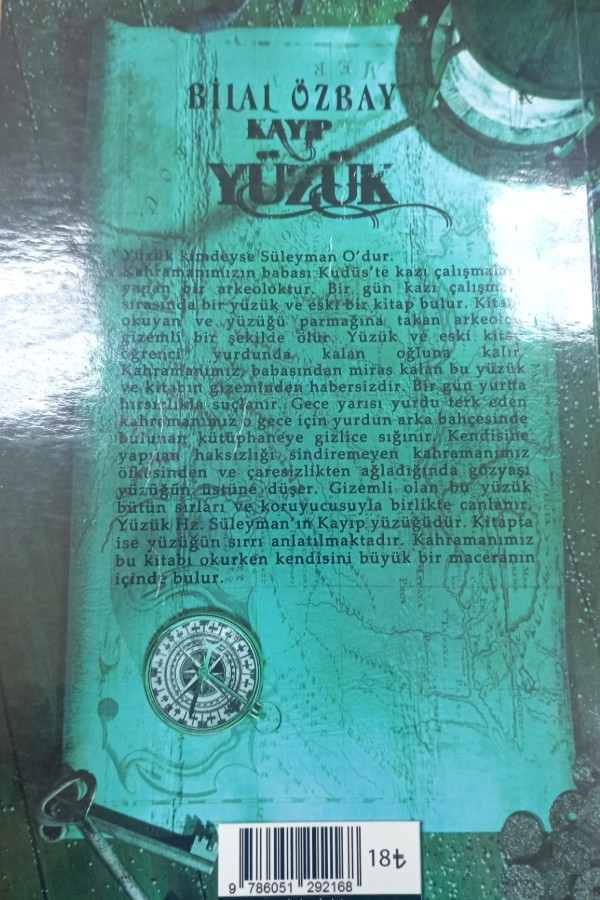 BİLAL ÖZBAY
KAYIP
YÜZÜK
Yüzük kimdeyse Süleyman O'dur.
Kahramanımızın babası Kudüs'te kazı çalışmaları
yapan bir arkeoloktur. Bir gün kazı çalışması
sırasında bir yüzük ve eski bir kitap bulur. Kitabı
okuyan ve yüzüğü parmağına takan arkeolog
gizemli bir şekilde ölür. Yüzük ve eski kitap
öğrenci yurdunda kalan oğluna kalır.
Kahramanımız, babasından miras kalan bu yüzük
ve kitabın gizeminden habersizdir. Bir gün yurtta
hırsızlıkla suçlanır. Gece yarısı yurdu terk eden
kahramanımız, o gece için yurdun arka bahçesinde
bulunan kütüphaneye gizlice sığınır. Kendisine
yapılan haksızlığı sindiremeyen kahramanımız
öfkesinden ve çaresizlikten ağladığında gözyaşı
yüzüğün üstüne düşer. Gizemli olan bu yüzük
bütün sırları ve koruyucusuyla birlikte canlanır.
Yüzük Hz. Süleyman'ın Kayıp yüzüğüdür. Kitapta
ise yüzüğün sırrı anlatılmaktadır. Kahramanımız
bu kitabı okurken kendisini büyük bir maceranın
içinde bulur.
18₺
9 786051 292168